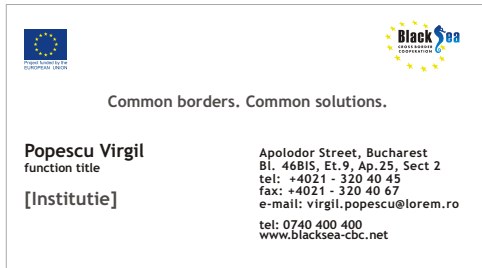 Project funded by the
EUROPEAN UNION
Black Sea
CROSS BORDER
COOPERATION
Common borders. Common solutions.
Popescu Virgil
function title
[Institutie]
Apolodor Street, Bucharest
Bl. 46BIS, Et.9, Ap.25, Sect 2
tel: +4021 - 320 40 45
fax: +4021 - 320 40 67
e-mail: virgil.popescu@lorem.ro
tel: 0740 400 400
www.blacksea-cbc.net